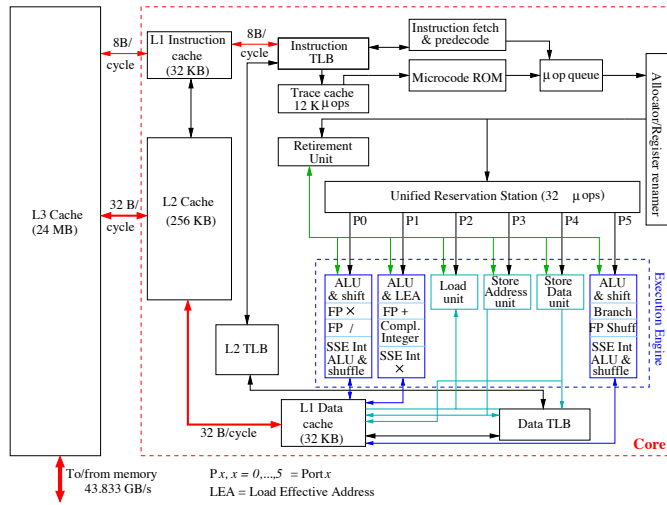 8B/
cycle
L1 Instruction
cache
(32 KB)
8B/
cycle
Instruction
TLB
Instruction fetch
& predecode
Trace cache
12 K μops
Microcode ROM
μop queue
Allocator/Register renamer
Retirement
Unit
L3 Cache
(24 MB)
32 B/
cycle
L2 Cache
(256 KB)
Unified Reservation Station (32 μops)
P0
P1
P2
P3
P4
P5
ALU
& shift
FP ×
FP /
SSE Int
ALU &
shuffle
ALU
& LEA
FP +
Compl.
Integer
SSE Int
×
Load
unit
Store
Address
unit
Store
Data
unit
ALU
& shift
Branch
FP Shuff
SSE Int
ALU &
shuffle
Execution Engine
L2 TLB
32 B/cycle
L1 Data
cache
(32 KB)
Data TLB
Core
To/from memory
43.833 GB/s
Px, x = 0,...,5 = Port x
LEA = Load Effective Address